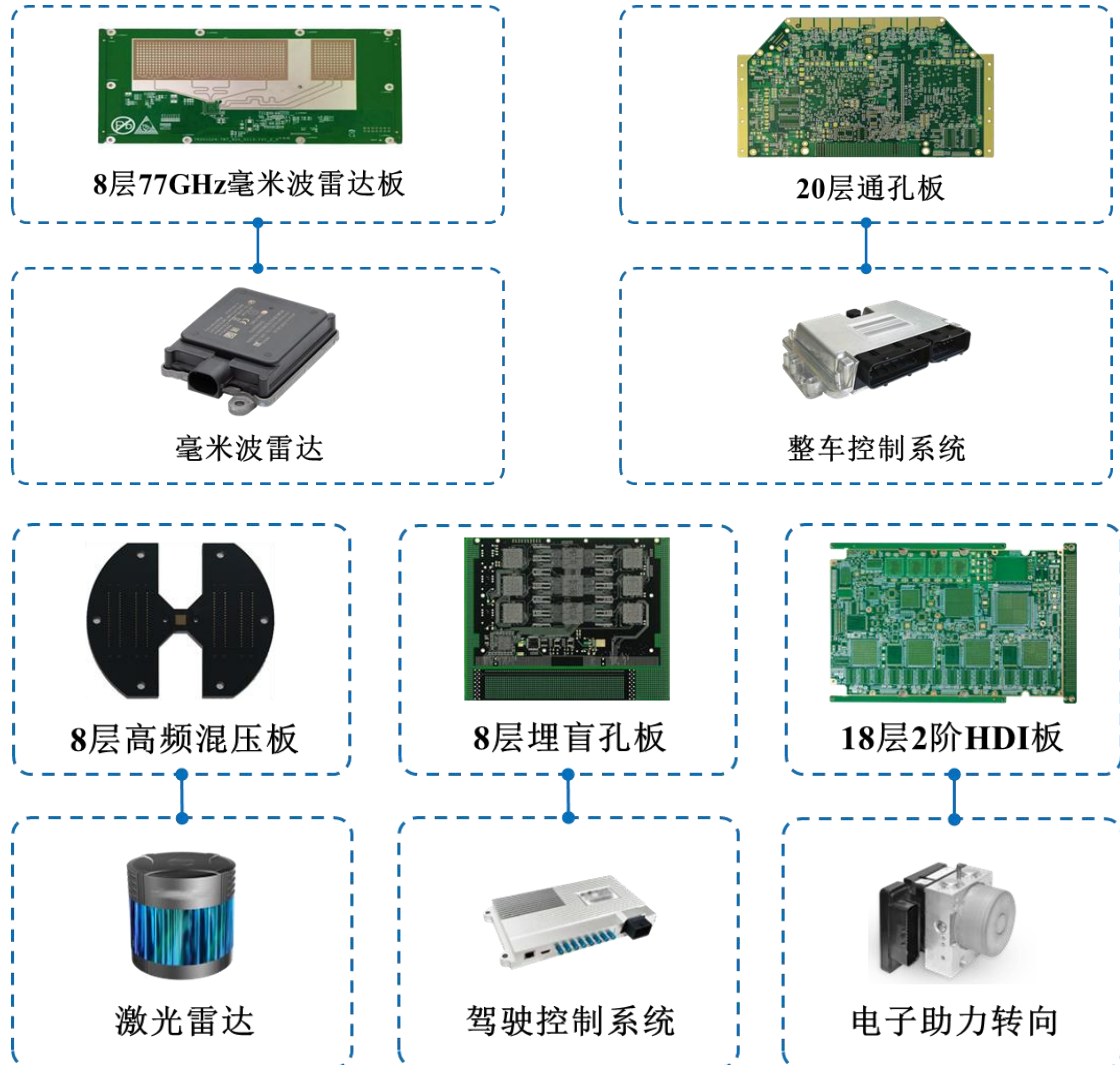 8层77GHz毫米波雷达板
20层通孔板
毫米波雷达
整车控制系统
8层高频混压板
8层埋盲孔板
18层2阶HDI板
激光雷达
驾驶控制系统
电子助力转向